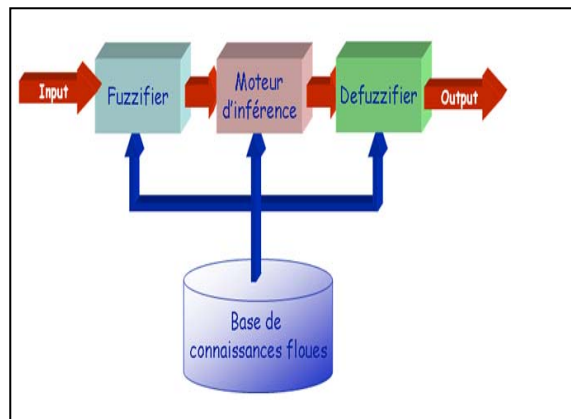 Input
Fuzzifier
Moteur
d'inférence
Defuzzifier
Output
Base de
connaissances floues